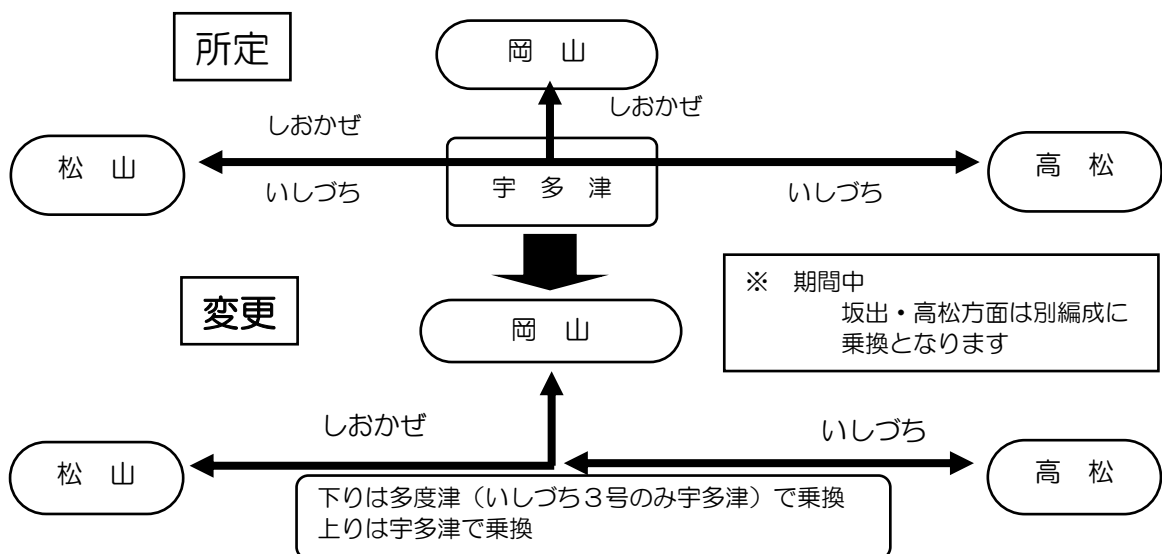 所定
岡 山
しおかぜ
しおかぜ
松 山
いしづち
宇 多 津
いしづち
高 松
変更
岡 山
※ 期間中
坂出・高松方面は別編成に
乗換となります
しおかぜ
いしづち
松 山
高 松
下りは多度津（いしづち３号のみ宇多津）で乗換
上りは宇多津で乗換